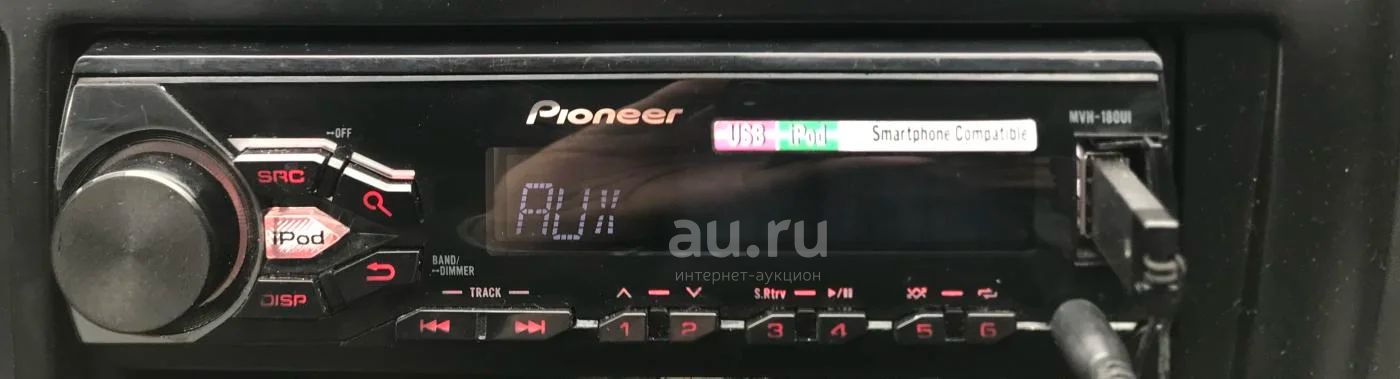 Pioneer
USB iPod Smartphone Compatible
MVH-180UI
OFF
SRC
iPod
DISP
AUX
au.ru
интернет-аукцион
BAND/
DIMMER
TRACK
S.Rtrv
1 2 3 4 5 6